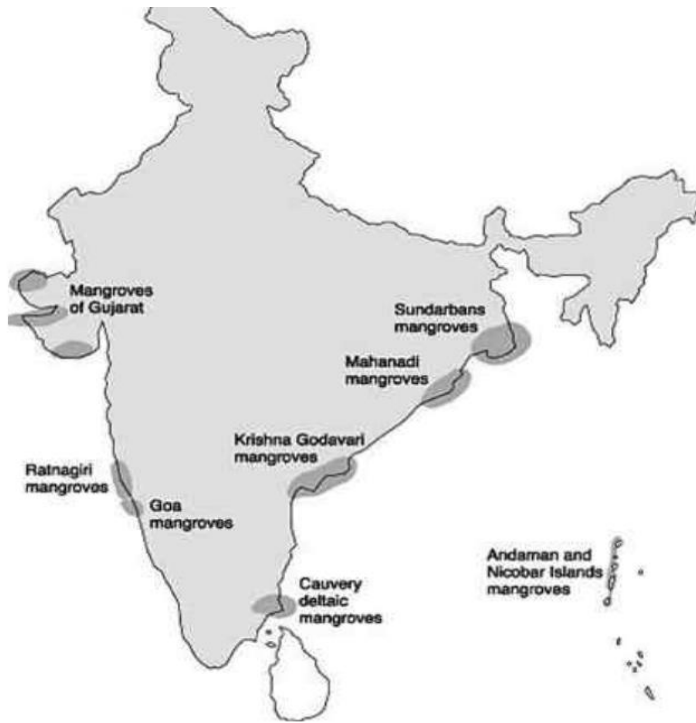 Mangroves
of Gujarat
Sundarbans
mangroves
Mahanadi
mangroves
Krishna Godavari
mangroves
Ratnagiri
mangroves
Goa
mangroves
Andaman and
Nicobar Islands
mangroves
Cauvery
deltaic
mangroves